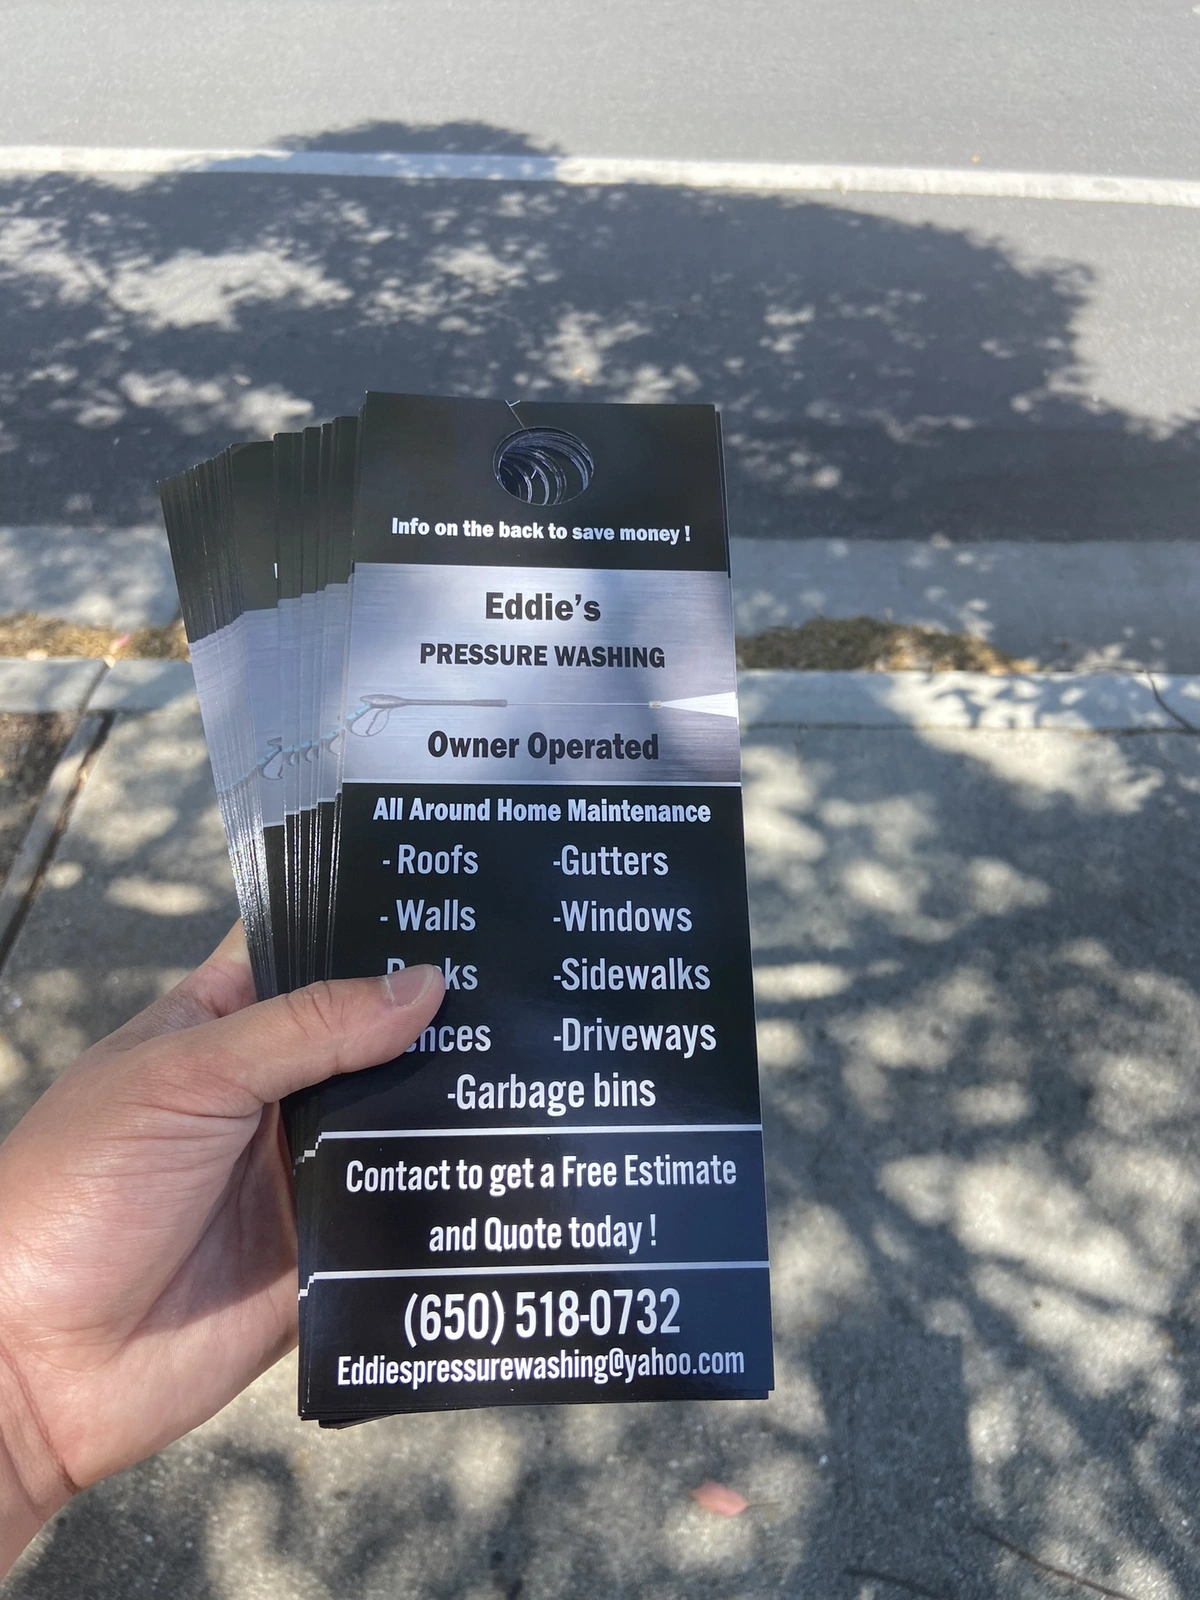 Info on the back to save money !
Eddie's
PRESSURE WASHING
Owner Operated
All Around Home Maintenance
- Roofs -Gutters
- Walls -Windows
-Sidewalks
-Driveways
-Garbage bins
Contact to get a Free Estimate
and Quote today !
(650) 518-0732
Eddiespressurewashing@yahoo.com